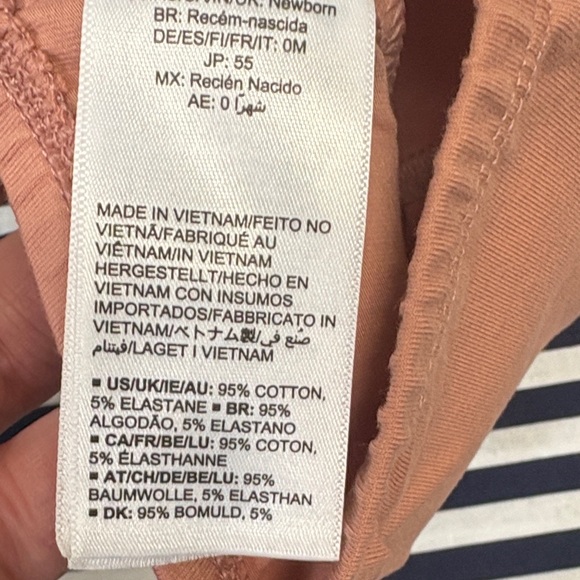 UK: Newborn
BR: Recém-nascida
DE/ES/FI/FR/IT: 0M
JP: 55
MX: Recién Nacido
AE: 0 شهرًا
MADE IN VIETNAM/FEITO NO
VIETNÃ/FABRIQUÉ AU
VIÊTNAM/IN VIETNAM
HERGESTELLT/HECHO EN
VIETNAM CON INSUMOS
IMPORTADOS/FABBRICATO IN
VIETNAM/ベトナム製/صُنع في
فيتنام/LAGET I VIETNAM
▪ US/UK/IE/AU: 95% COTTON,
5% ELASTANE ▪ BR: 95%
ALGODÃO, 5% ELASTANO
▪ CA/FR/BE/LU: 95% COTON,
5% ÉLASTHANNE
▪ AT/CH/DE/BE/LU: 95%
BAUMWOLLE, 5% ELASTHAN
▪ DK: 95% BOMULD, 5%